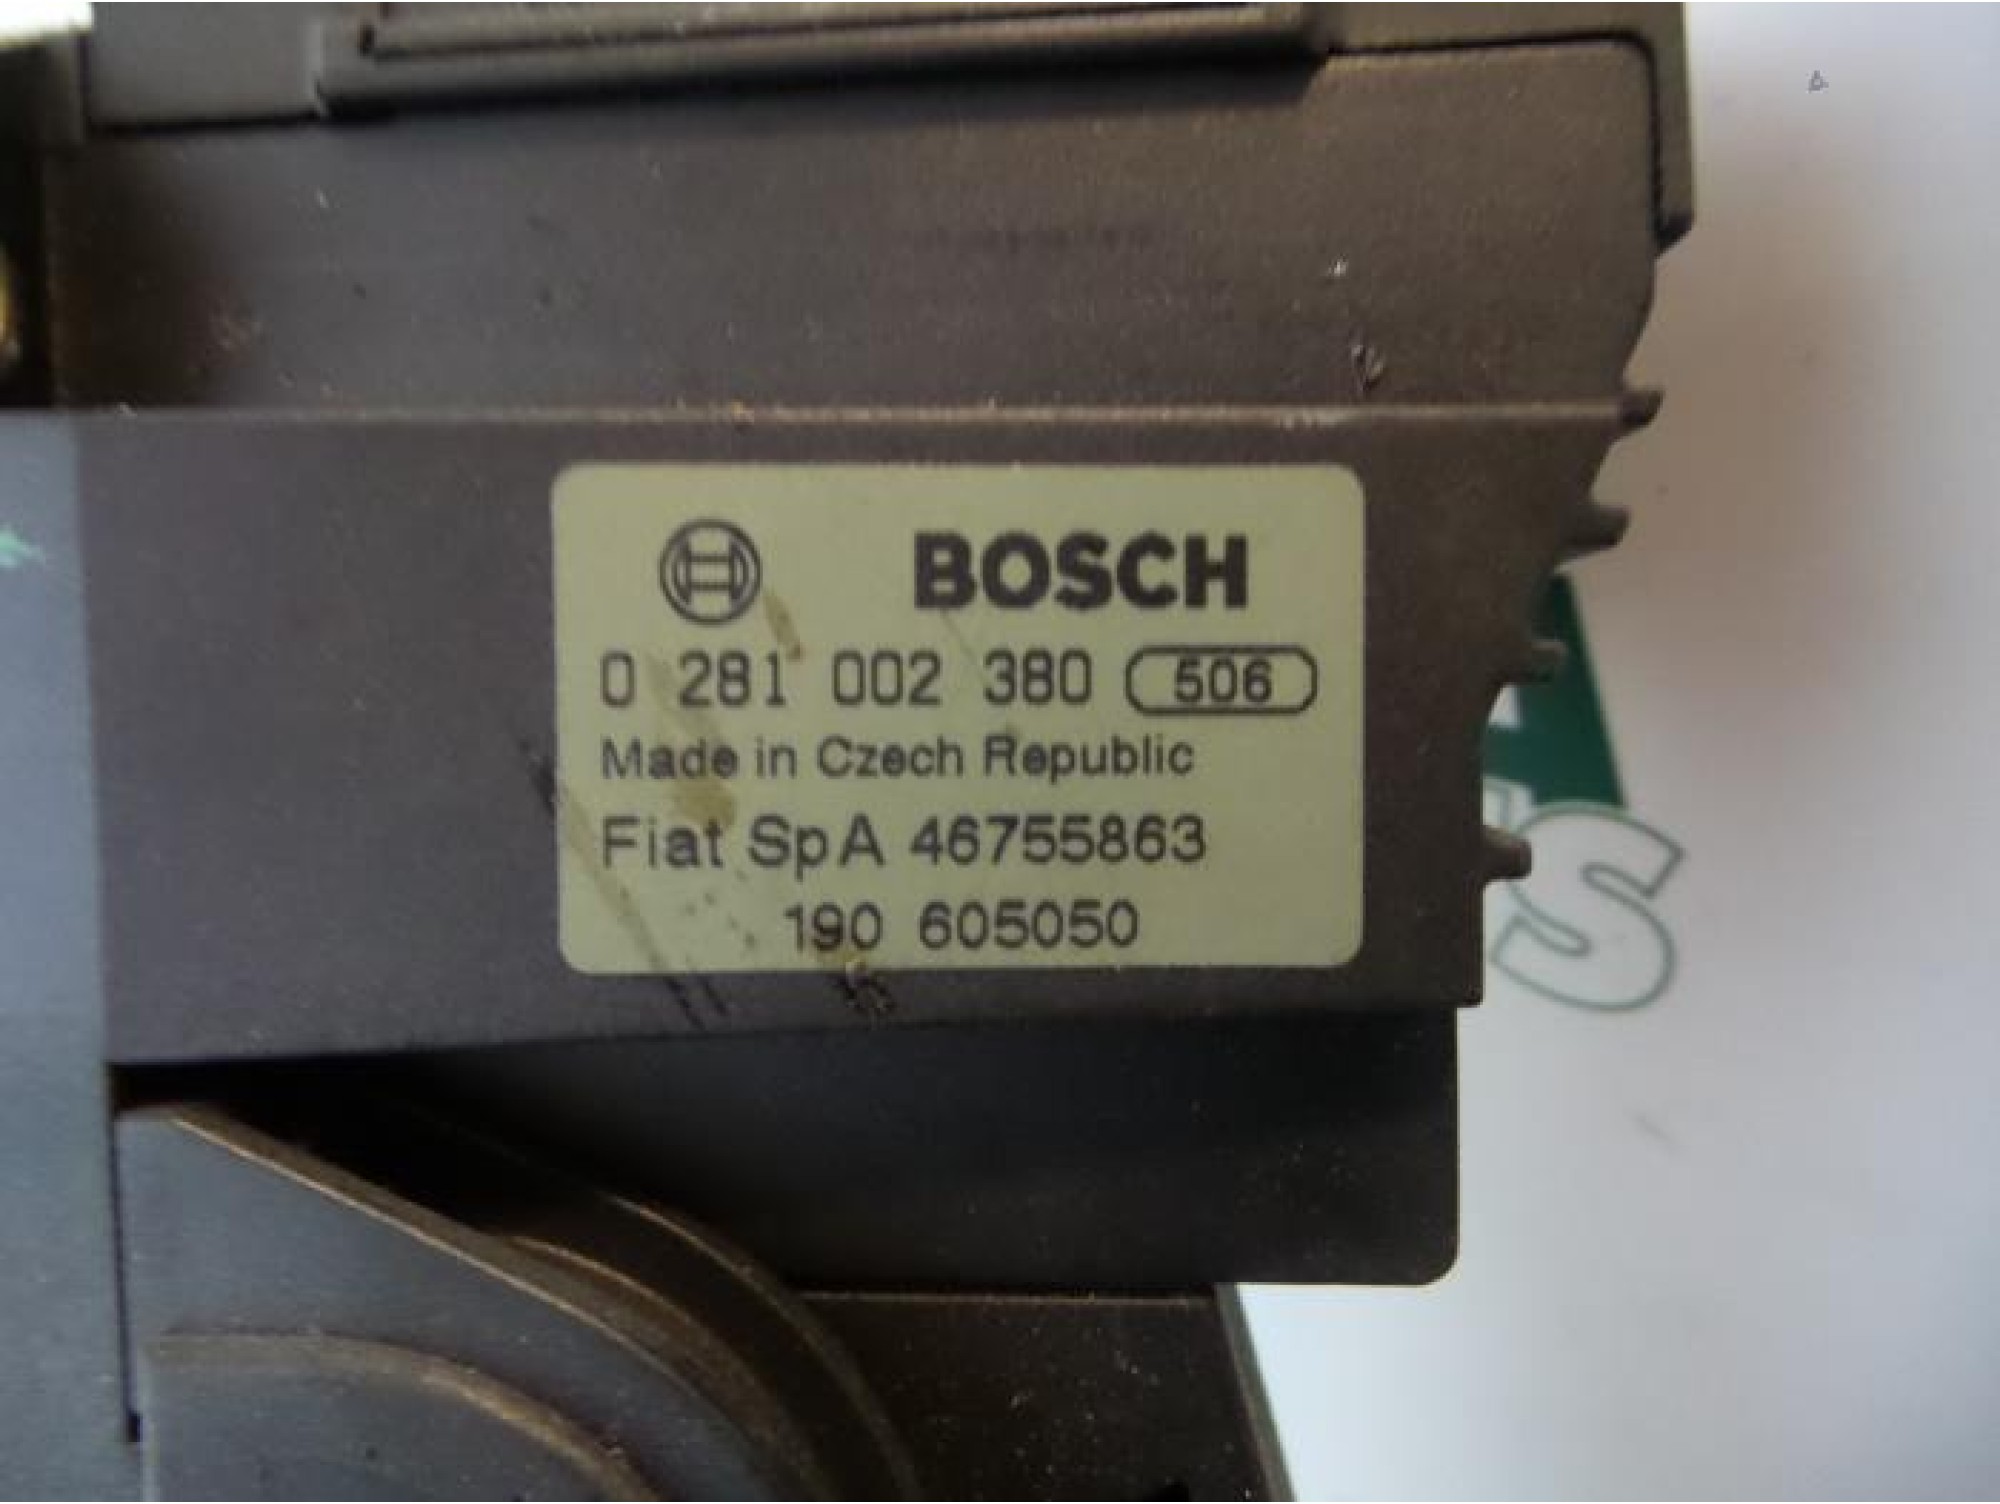 BOSCH
0 281 002 380 506
Made in Czech Republic
Fiat SpA 46755863
190 605050
S